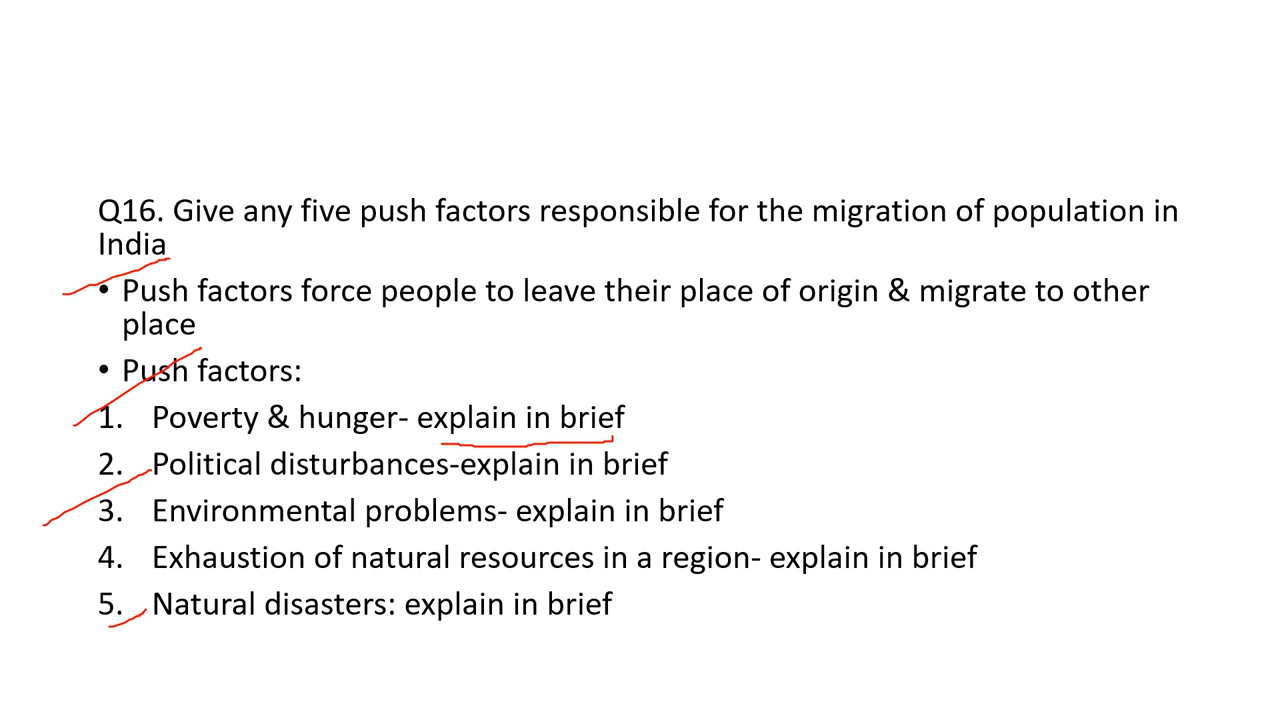 Q16. Give any five push factors responsible for the migration of population in
India
• Push factors force people to leave their place of origin & migrate to other
place
• Push factors:
1. Poverty & hunger- explain in brief
2. Political disturbances-explain in brief
3. Environmental problems- explain in brief
4. Exhaustion of natural resources in a region- explain in brief
5. Natural disasters: explain in brief